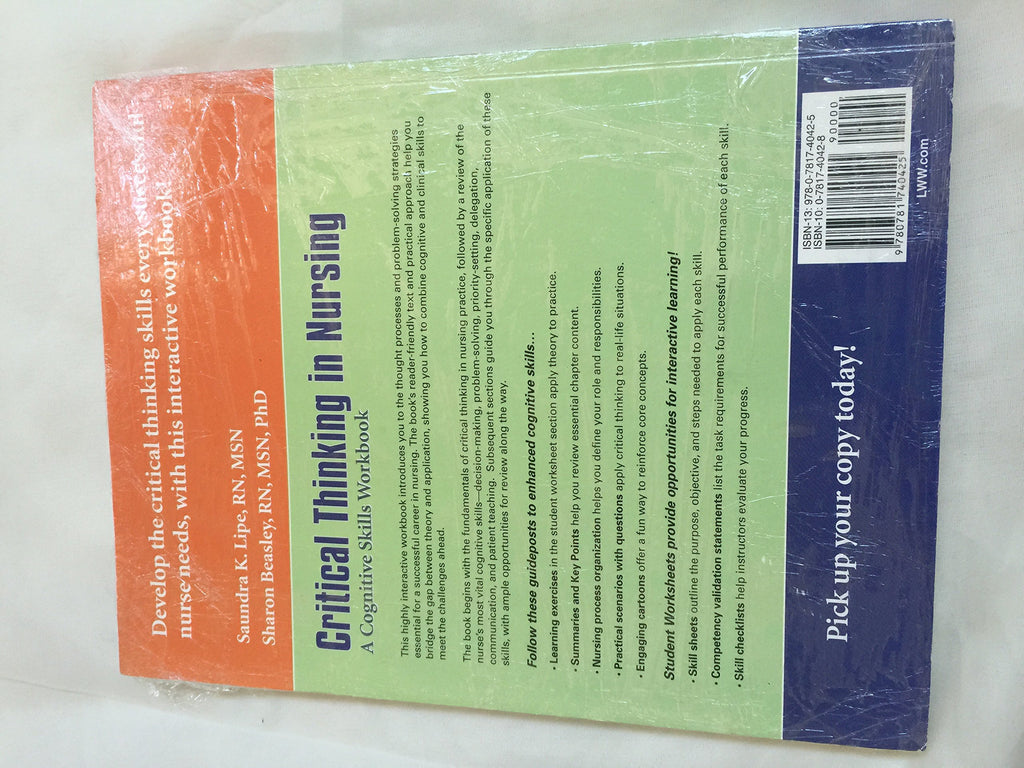 Develop the critical thinking skills every successful
nurse needs, with this interactive workbook!
Saundra K. Lipe, RN, MSN
Sharon Beasley, RN, MSN, PhD
Critical Thinking in Nursing
A Cognitive Skills Workbook
This highly interactive workbook introduces you to the thought processes and problem-solving strategies
essential for a successful career in nursing. The book's reader-friendly text and practical approach help you
bridge the gap between theory and application, showing you how to combine cognitive and clinical skills to
meet the challenges ahead.
The book begins with the fundamentals of critical thinking in nursing practice, followed by a review of the
nurse's most vital cognitive skills—decision-making, problem-solving, priority-setting, delegation,
communication, and patient teaching. Subsequent sections guide you through the specific application of these
skills, with ample opportunities for review along the way.
Follow these guideposts to enhanced cognitive skills...
• Learning exercises in the student worksheet section apply theory to practice.
• Summaries and Key Points help you review essential chapter content.
• Nursing process organization helps you define your role and responsibilities.
• Practical scenarios with questions apply critical thinking to real-life situations.
• Engaging cartoons offer a fun way to reinforce core concepts.
Student Worksheets provide opportunities for interactive learning!
• Skill sheets outline the purpose, objective, and steps needed to apply each skill.
• Competency validation statements list the task requirements for successful performance of each skill.
• Skill checklists help instructors evaluate your progress.
Pick up your copy today!
ISBN-13: 978-0-7817-4042-5
ISBN-10: 0-7817-4042-8
90000
9 780781 740425
LWW.com